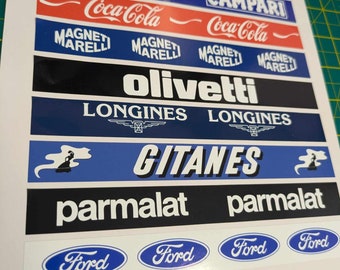 CAMPARI
Coca-Cola Coca-Cola
MAGNETI MARELLI MAGNETI MARELLI MAGNETI MARELLI MAGNETI MARELLI
olivetti
LONGINES LONGINES
GITANES
parmalat parmalat
Ford Ford Ford Ford